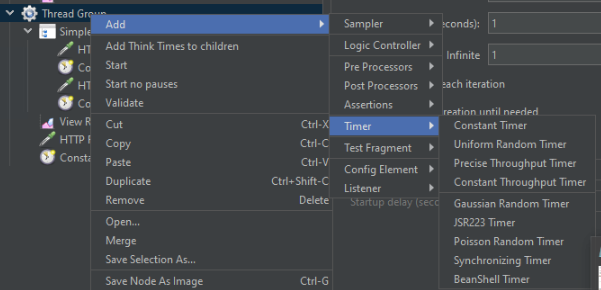 Thread Group
Simple
HT
Co
HT
Co
View R
HTTP F
Consta
Add
Add Think Times to children
Start
Start no pauses
Validate
Cut Ctrl-X
Copy Ctrl-C
Paste Ctrl-V
Duplicate Ctrl+Shift-C
Remove Delete
Open...
Merge
Save Selection As...
Save Node As Image Ctrl-G
Sampler
Logic Controller
Pre Processors
Post Processors
Assertions
Timer
Test Fragment
Config Element
Listener
conds): 1
Infinite 1
each iteration
reation until needed
Startup delay (sec
Constant Timer
Uniform Random Timer
Precise Throughput Timer
Constant Throughput Timer
Gaussian Random Timer
JSR223 Timer
Poisson Random Timer
Synchronizing Timer
BeanShell Timer